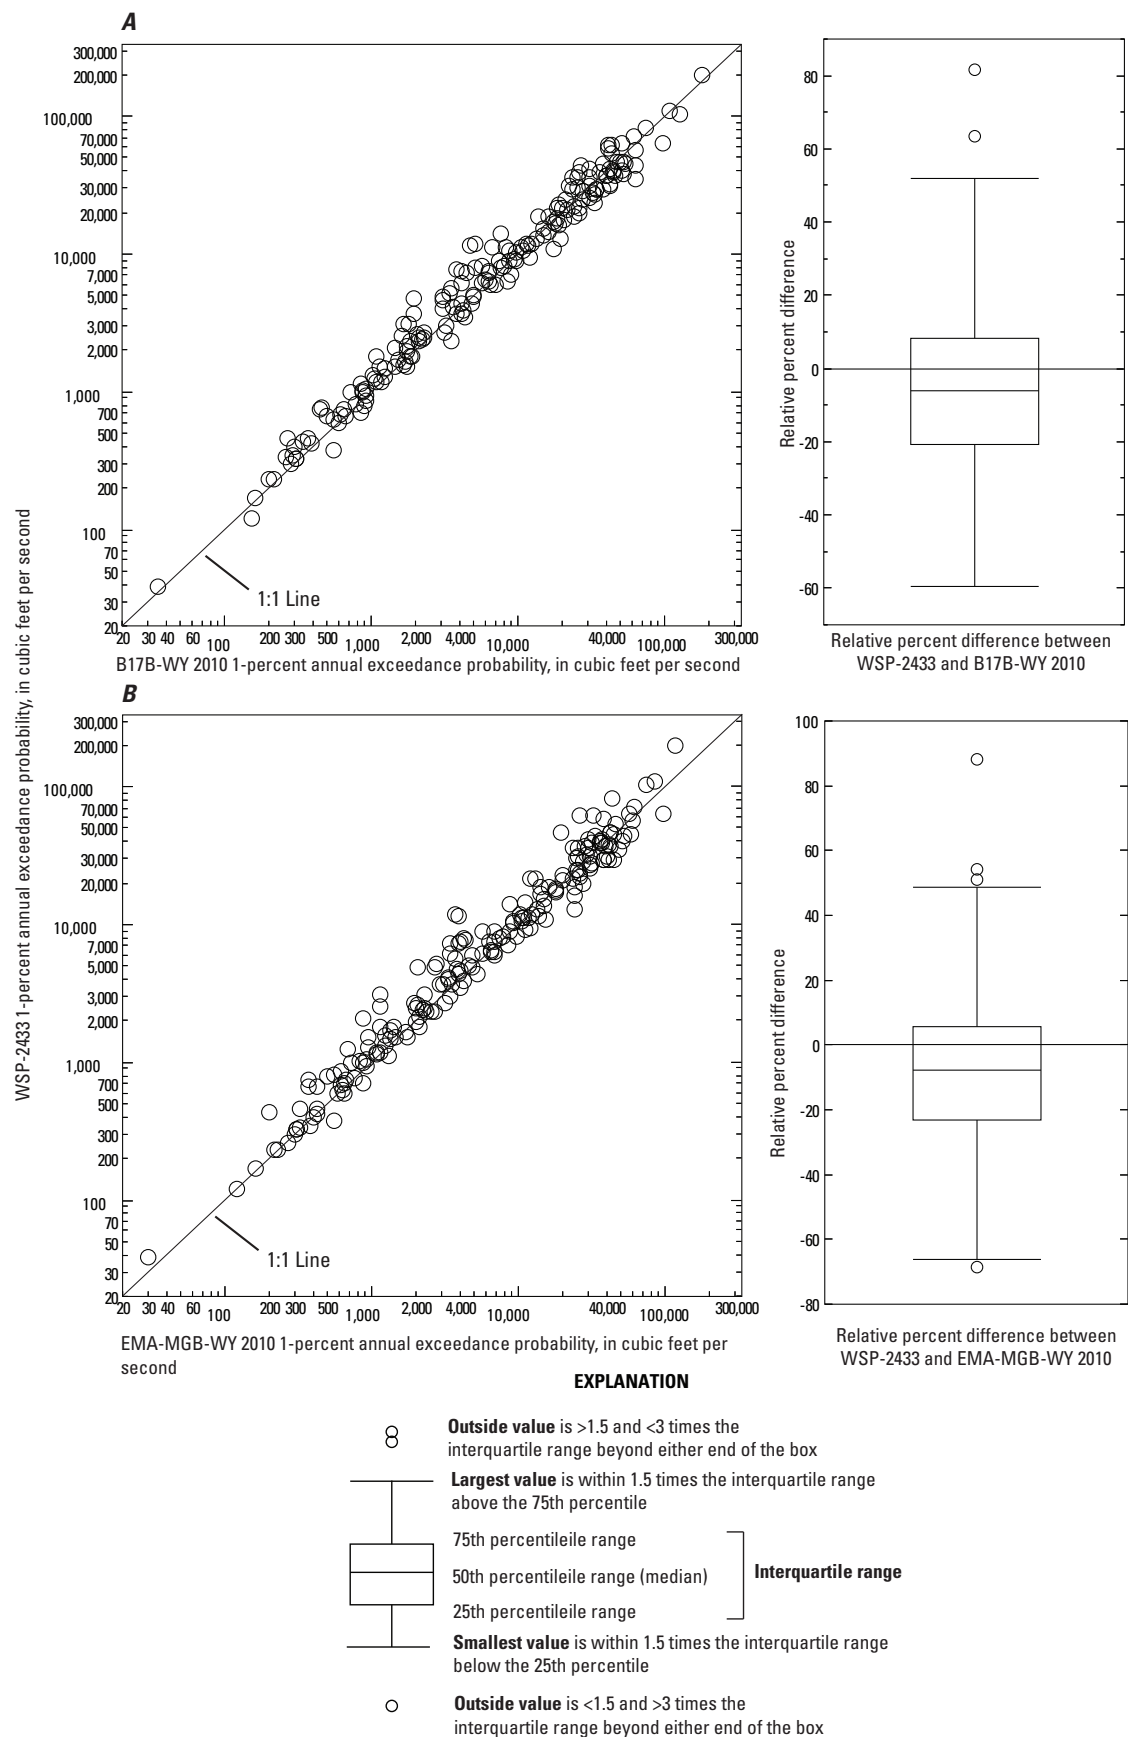 A
300,000
200,000
100,000
70,000
50,000
30,000
20,000
10,000
7,000
5,000
3,000
2,000
1,000
700
500
300
200
100
70
50
30
20
1:1 Line
20 30 40 60 100 200 300 500 1,000 2,000 4,000 10,000 40,000 100,000 300,000
B17B-WY 2010 1-percent annual exceedance probability, in cubic feet per second
80
60
40
20
0
-20
-40
-60
Relative percent difference
Relative percent difference between
WSP-2433 and B17B-WY 2010
WSP-2433 1-percent annual exceedance probability, in cubic feet per second
B
300,000
200,000
100,000
70,000
50,000
30,000
20,000
10,000
7,000
5,000
3,000
2,000
1,000
700
500
300
200
100
70
50
30
20
1:1 Line
20 30 40 60 100 200 300 500 1,000 2,000 4,000 10,000 40,000 100,000 300,000
EMA-MGB-WY 2010 1-percent annual exceedance probability, in cubic feet per
second
100
80
60
40
20
0
-20
-40
-60
-80
Relative percent difference
Relative percent difference between
WSP-2433 and EMA-MGB-WY 2010
EXPLANATION
Outside value is >1.5 and <3 times the
interquartile range beyond either end of the box
Largest value is within 1.5 times the interquartile range
above the 75th percentile
75th percentileile range
50th percentileile range (median)
Interquartile range
25th percentileile range
Smallest value is within 1.5 times the interquartile range
below the 25th percentile
Outside value is <1.5 and >3 times the
interquartile range beyond either end of the box